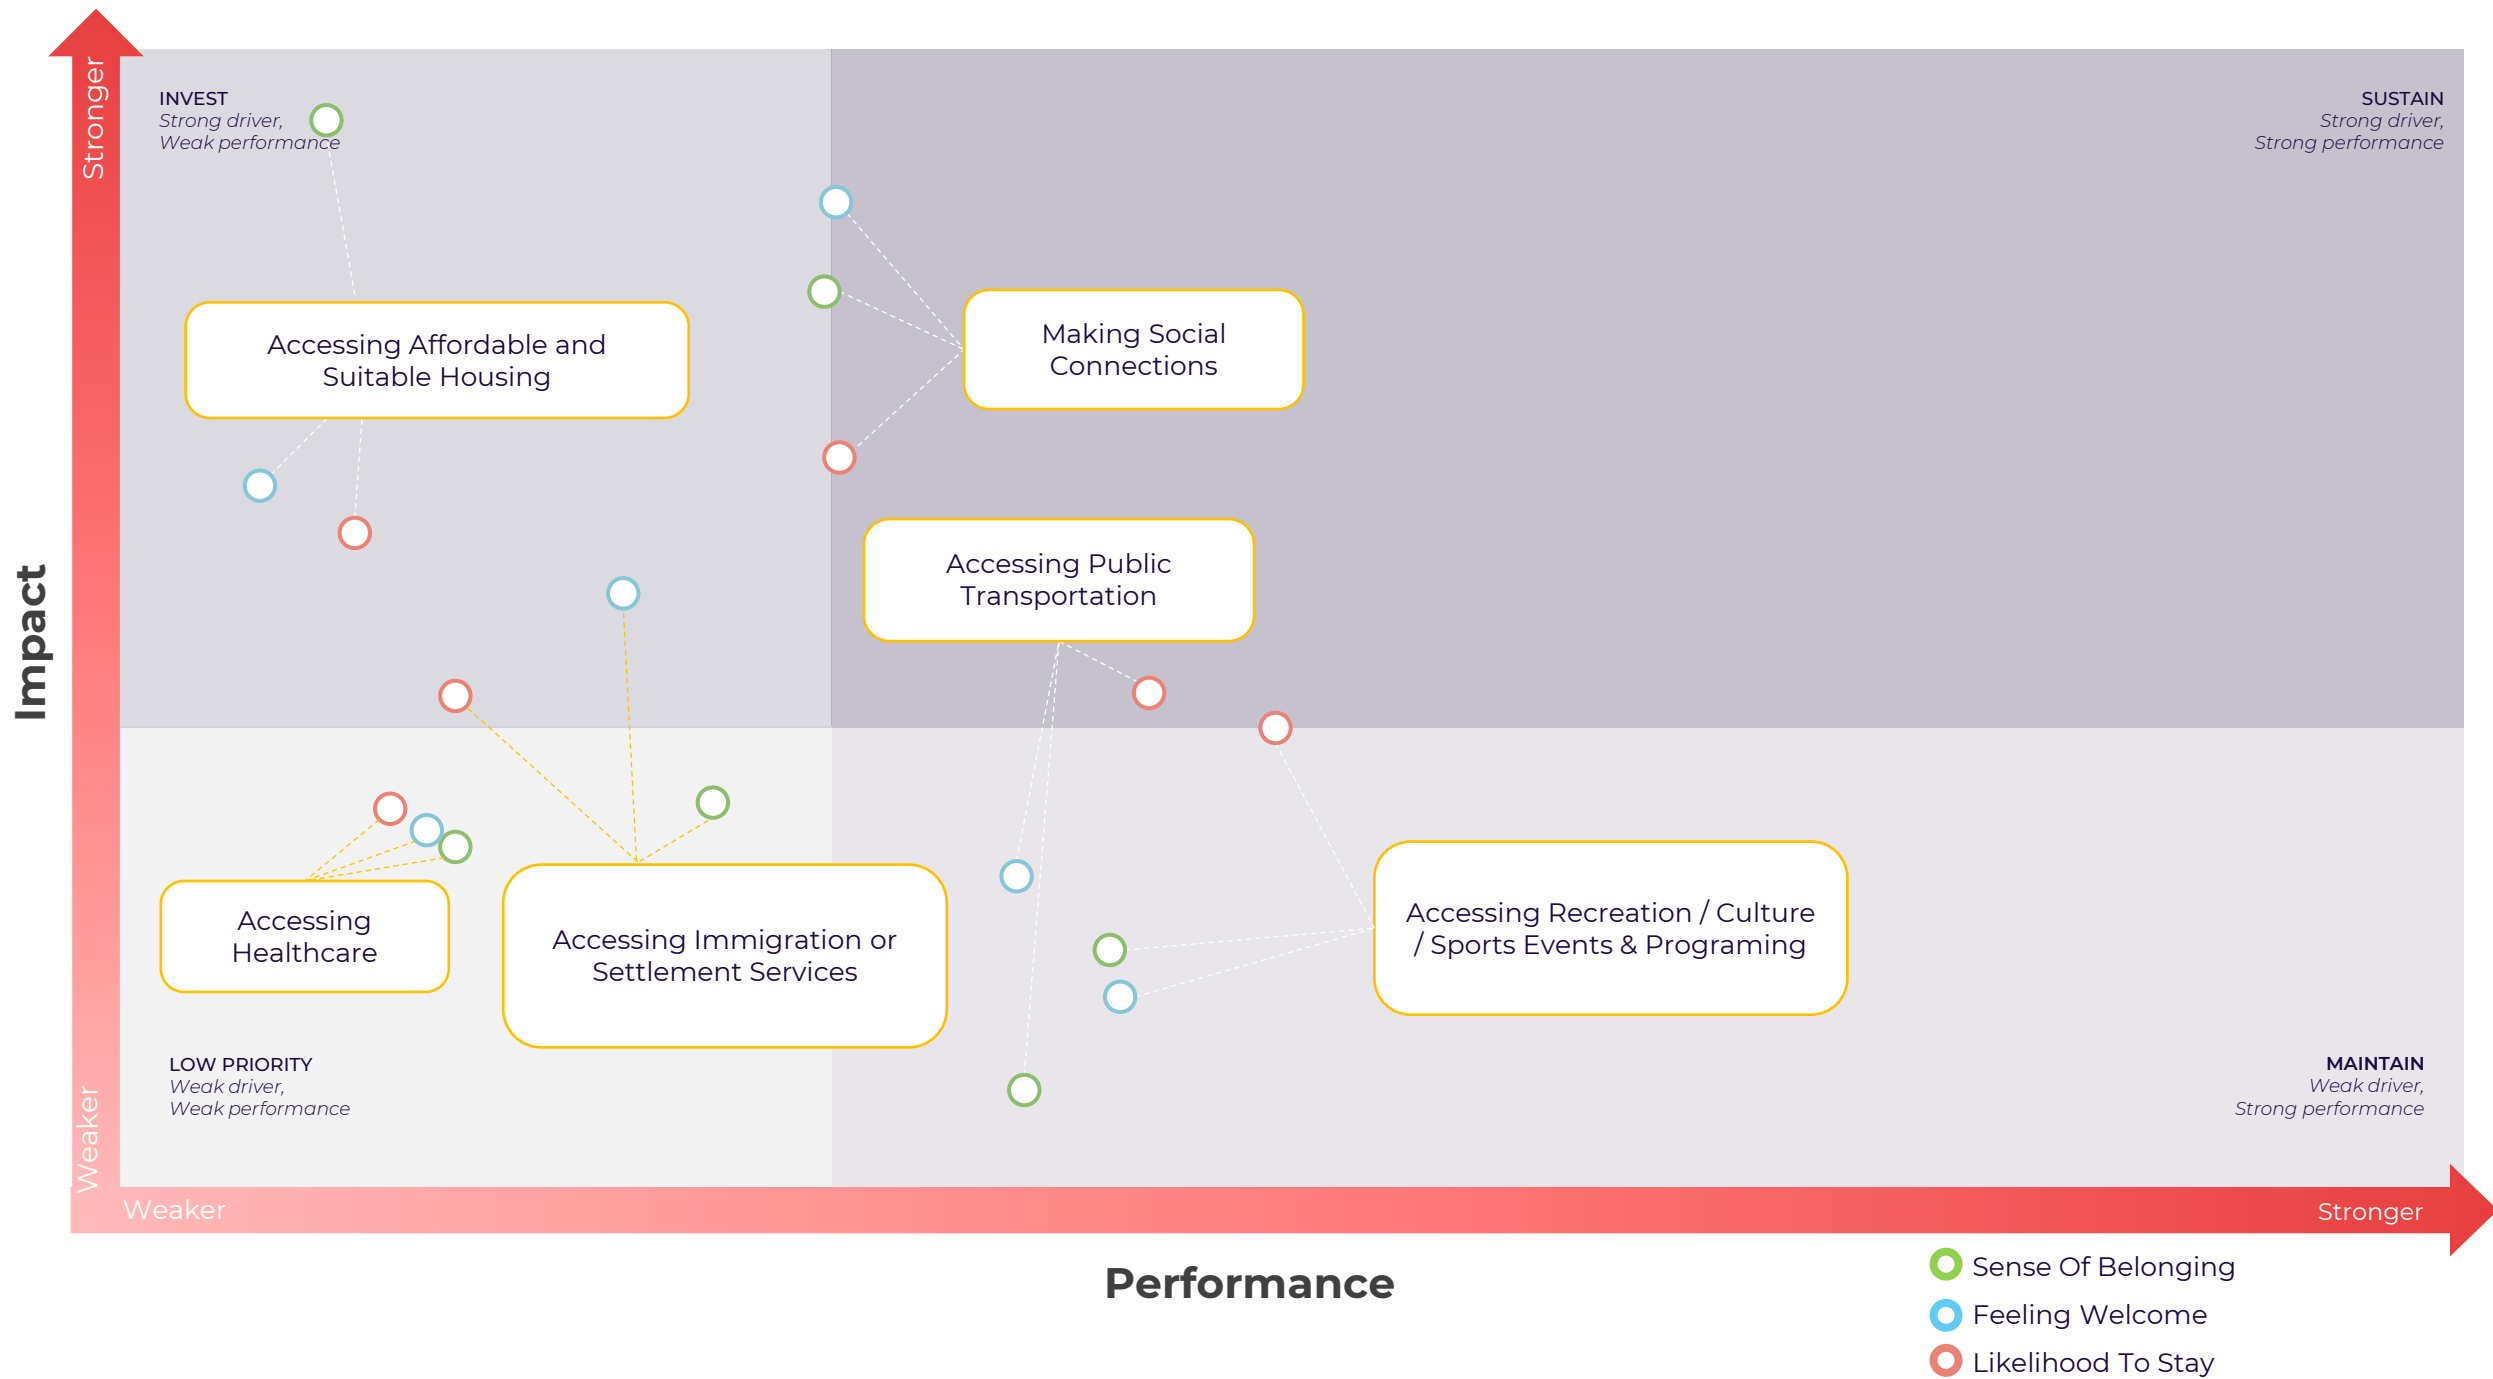 Stronger
INVEST
Strong driver,
Weak performance
SUSTAIN
Strong driver,
Strong performance
Accessing Affordable and
Suitable Housing
Making Social
Connections
Accessing Public
Transportation
Impact
Accessing
Healthcare
Accessing Immigration or
Settlement Services
Accessing Recreation / Culture
/ Sports Events & Programing
LOW PRIORITY
Weak driver,
Weak performance
MAINTAIN
Weak driver,
Strong performance
Weaker
Weaker
Stronger
Performance
Sense Of Belonging
Feeling Welcome
Likelihood To Stay